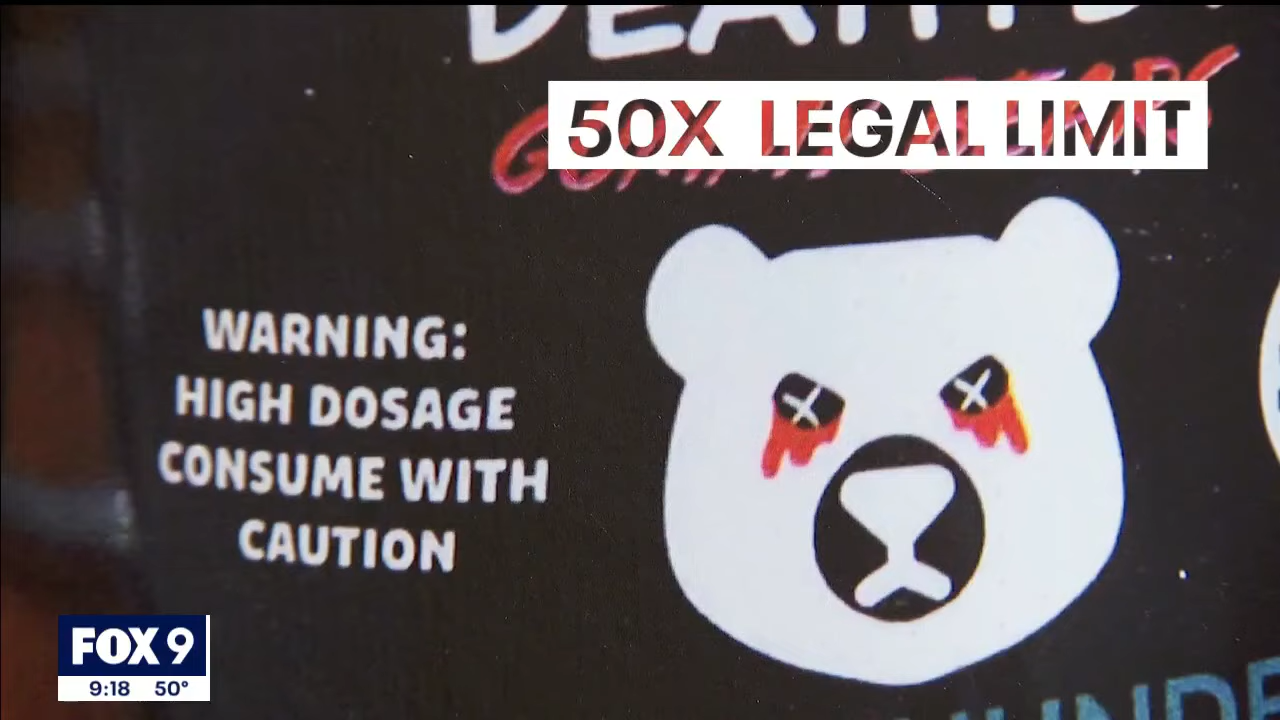 50X LEGAL LIMIT
WARNING:
HIGH DOSAGE
CONSUME WITH
CAUTION
FOX 9
9:18 50°